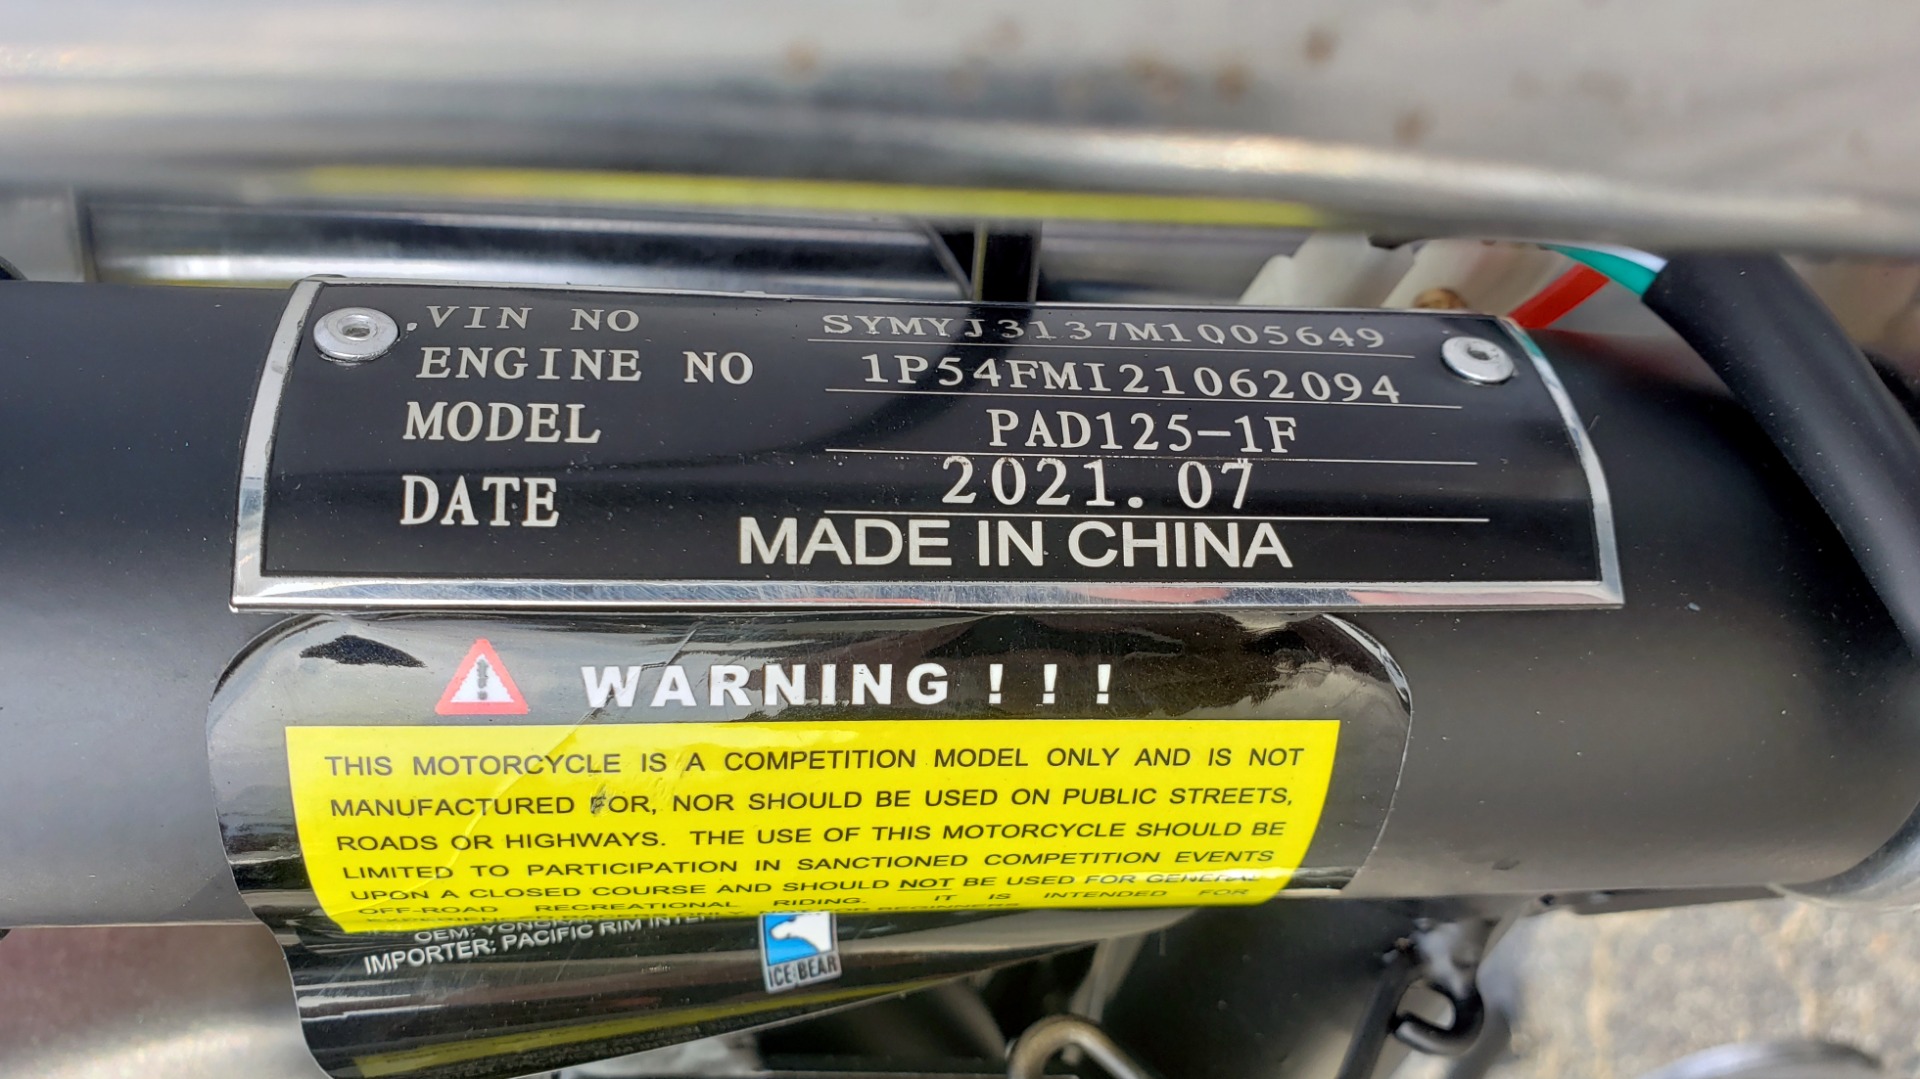 VIN NO SYMYJ3137M1005649
ENGINE NO 1P54FMI21062094
MODEL PAD125-1F
DATE 2021.07
MADE IN CHINA
WARNING ! ! !
THIS MOTORCYCLE IS A COMPETITION MODEL ONLY AND IS NOT
MANUFACTURED FOR, NOR SHOULD BE USED ON PUBLIC STREETS,
ROADS OR HIGHWAYS. THE USE OF THIS MOTORCYCLE SHOULD BE
LIMITED TO PARTICIPATION IN SANCTIONED COMPETITION EVENTS
UPON A CLOSED COURSE AND SHOULD NOT BE USED FOR GENERAL
OFF-ROAD RECREATIONAL RIDING. IT IS INTENDED FOR
OEM:
IMPORTER: PACIFIC RIM
ICE BEAR